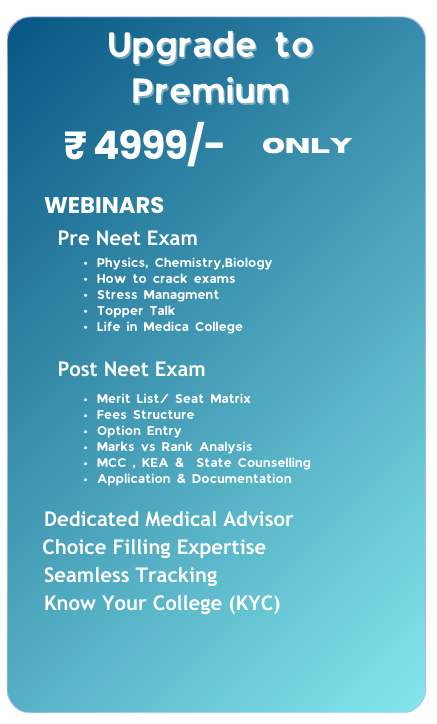 Upgrade to
Premium
₹ 4999/- ONLY
WEBINARS
Pre Neet Exam
• Physics, Chemistry,Biology
• How to crack exams
• Stress Managment
• Topper Talk
• Life in Medica College
Post Neet Exam
• Merit List/ Seat Matrix
• Fees Structure
• Option Entry
• Marks vs Rank Analysis
• MCC , KEA & State Counselling
• Application & Documentation
Dedicated Medical Advisor
Choice Filling Expertise
Seamless Tracking
Know Your College (KYC)